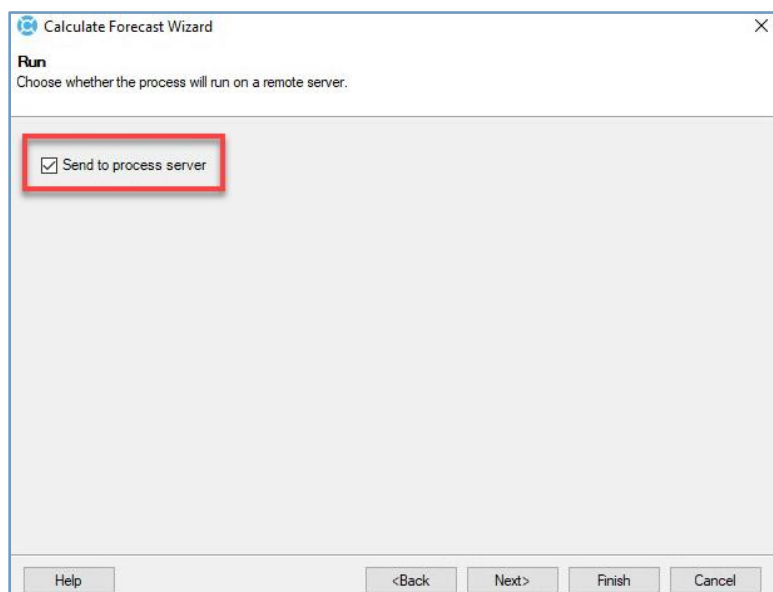 Calculate Forecast Wizard
Run
Choose whether the process will run on a remote server.
Send to process server
Help <Back Next> Finish Cancel